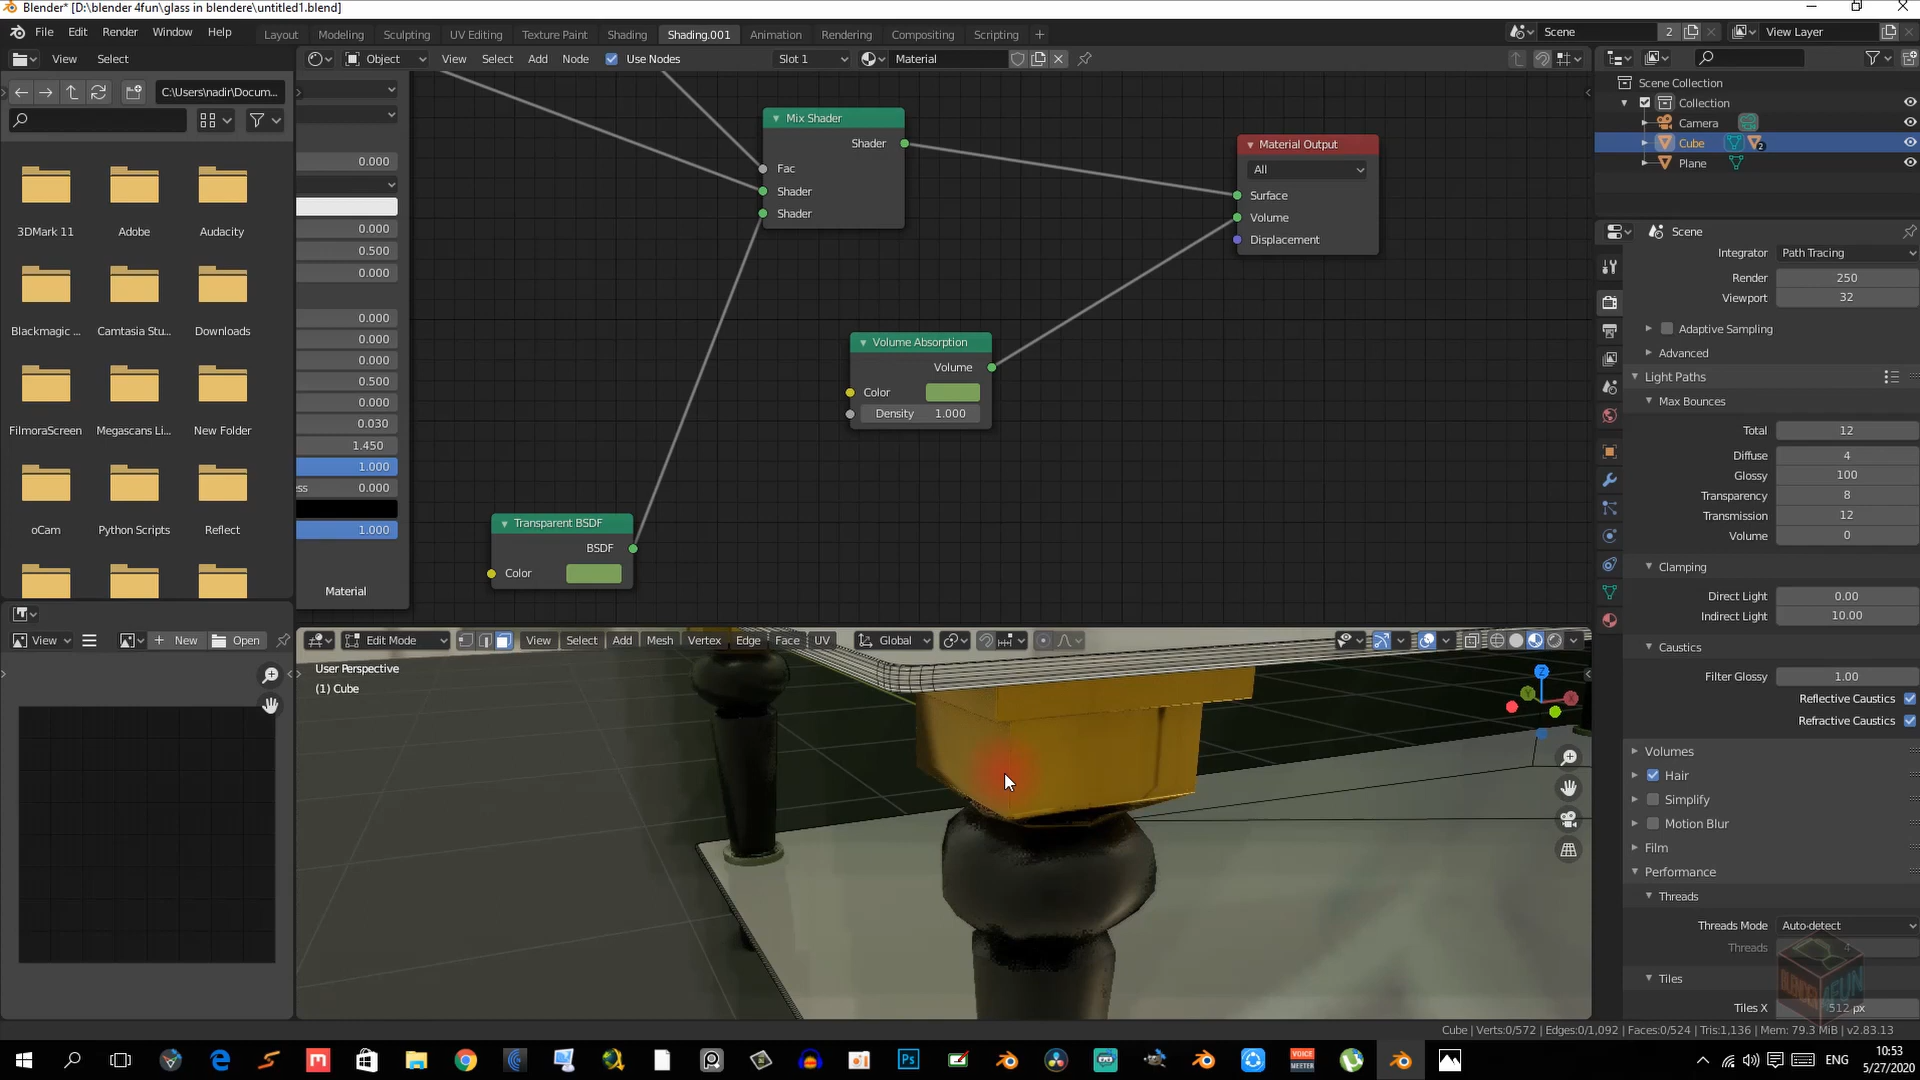 Blender* [D:\blender 4fun\glass in blendere\untitled1.blend]
File Edit Render Window Help
Layout Modeling Sculpting UV Editing Texture Paint Shading Shading.001 Animation Rendering Compositing Scripting
Scene 2 View Layer
View Select
Object View Select Add Node Use Nodes Slot 1 Material
C:\Users\nadir\Docum...
3DMark 11 Adobe Audacity
Blackmagic ... Camtasia Stu... Downloads
FilmoraScreen Megascans Li... New Folder
oCam Python Scripts Reflect
View New Open
0.000
0.000
0.500
0.000
0.000
0.000
0.000
0.500
0.000
0.030
1.450
1.000
ess 0.000
1.000
Material
Mix Shader
Shader
Fac
Shader
Shader
Material Output
All
Surface
Volume
Displacement
Volume Absorption
Volume
Color
Density 1.000
Transparent BSDF
BSDF
Color
Edit Mode View Select Add Mesh Vertex Edge Face UV Global
User Perspective
(1) Cube
Scene Collection
Collection
Camera
Cube 2
Plane
Scene
Integrator Path Tracing
Render 250
Viewport 32
Adaptive Sampling
Advanced
Light Paths
Max Bounces
Total 12
Diffuse 4
Glossy 100
Transparency 8
Transmission 12
Volume 0
Clamping
Direct Light 0.00
Indirect Light 10.00
Caustics
Filter Glossy 1.00
Reflective Caustics
Refractive Caustics
Volumes
Hair
Simplify
Motion Blur
Film
Performance
Threads
Threads Mode Auto-detect
Threads 4
Tiles
Tiles X 512 px
Cube | Verts:0/572 | Edges:0/1,092 | Faces:0/524 | Tris:1,136 | Mem: 79.3 MiB | v2.83.13
ENG
10:53
5/27/2020